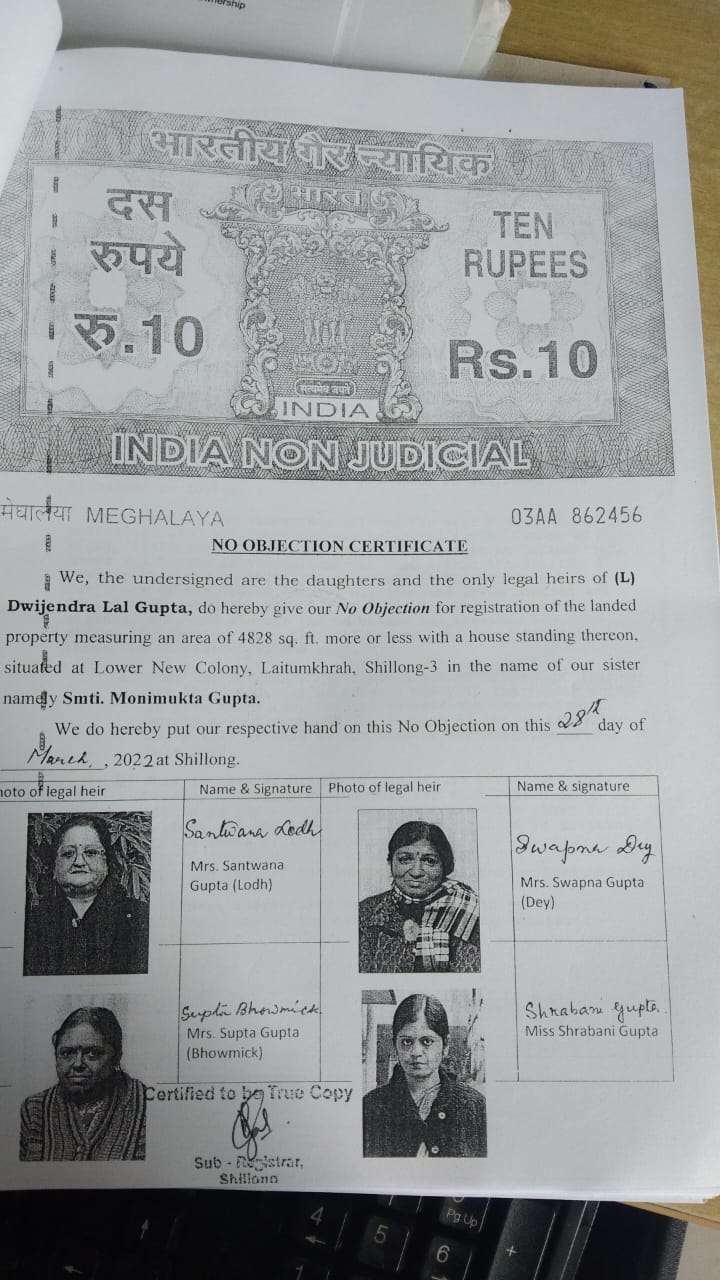 भारतीय गैर न्यायिक
भारत
दस
रुपये
रु.10
TEN
RUPEES
Rs.10
सत्यमेव जयते
INDIA
INDIA NON JUDICIAL
मेघालया MEGHALAYA
03AA 862456
NO OBJECTION CERTIFICATE
We, the undersigned are the daughters and the only legal heirs of (L)
Dwijendra Lal Gupta, do hereby give our No Objection for registration of the landed
property measuring an area of 4828 sq. ft. more or less with a house standing thereon,
situated at Lower New Colony, Laitumkhrah, Shillong-3 in the name of our sister
namely Smti. Monimukta Gupta.
We do hereby put our respective hand on this No Objection on this 28th day of
March, , 2022 at Shillong.
hoto of legal heir
Name & Signature
Photo of legal heir
Name & signature
Santwana Lodh
Mrs. Santwana
Gupta (Lodh)
Swapna Dey
Mrs. Swapna Gupta
(Dey)
Supta Bhowmick
Mrs. Supta Gupta
(Bhowmick)
Shrabani Gupta
Miss Shrabani Gupta
Certified to be True Copy
Sub - Registrar,
Shillong
4
5
6
1
Pg Up
+